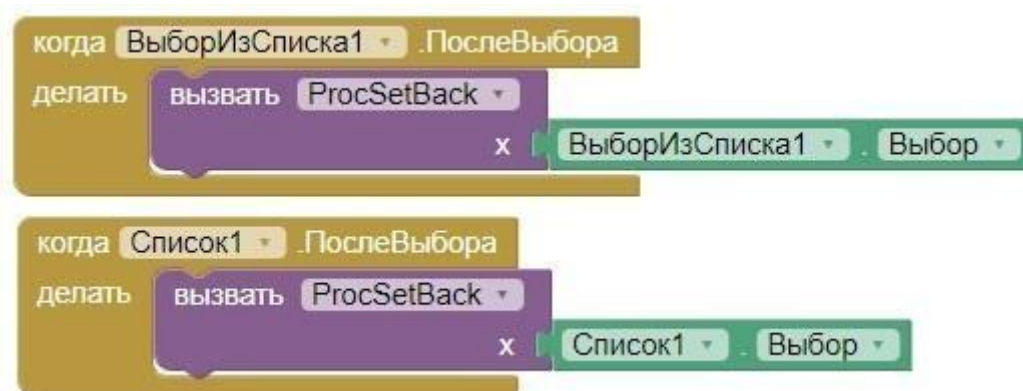 когда ВыборИзСписка1 .ПослеВыбора
делать вызвать ProcSetBack
x ВыборИзСписка1 . Выбор
когда Список1 .ПослеВыбора
делать вызвать ProcSetBack
x Список1 . Выбор